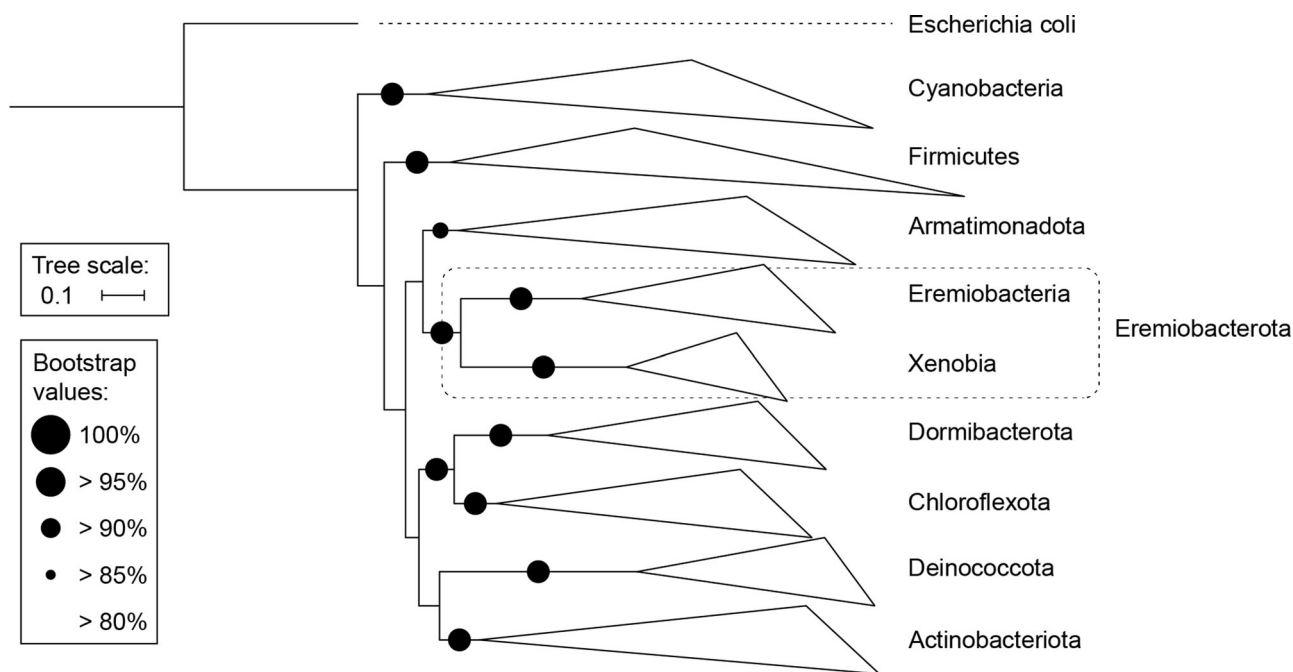 Escherichia coli
Cyanobacteria
Firmicutes
Armatimonadota
Eremiobacteria
Eremiobacterota
Xenobia
Dormibacterota
Chloroflexota
Deinococcota
Actinobacteriota
Tree scale:
0.1
Bootstrap
values:
100%
> 95%
> 90%
> 85%
> 80%